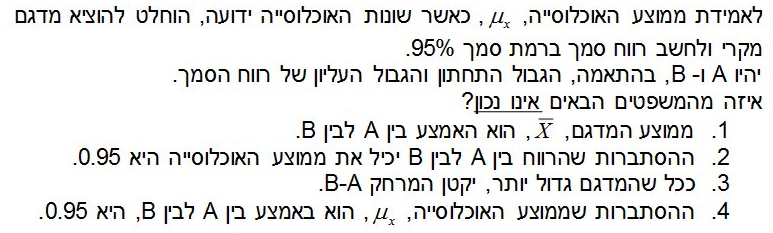 לאמידת ממוצע האוכלוסייה, μx , כאשר שונות האוכלוסייה ידועה, הוחלט להוציא מדגם
מקרי ולחשב רווח סמך ברמת סמך 95%.
יהיו A ו- B, בהתאמה, הגבול התחתון והגבול העליון של רווח הסמך.
איזה מהמשפטים הבאים אינו נכון?
1. ממוצע המדגם, X̅ , הוא האמצע בין A לבין B.
2. ההסתברות שהרווח בין A לבין B יכיל את ממוצע האוכלוסייה היא 0.95.
3. ככל שהמדגם גדול יותר, יקטן המרחק B-A.
4. ההסתברות שממוצע האוכלוסייה, μx , הוא באמצע בין A לבין B, היא 0.95.